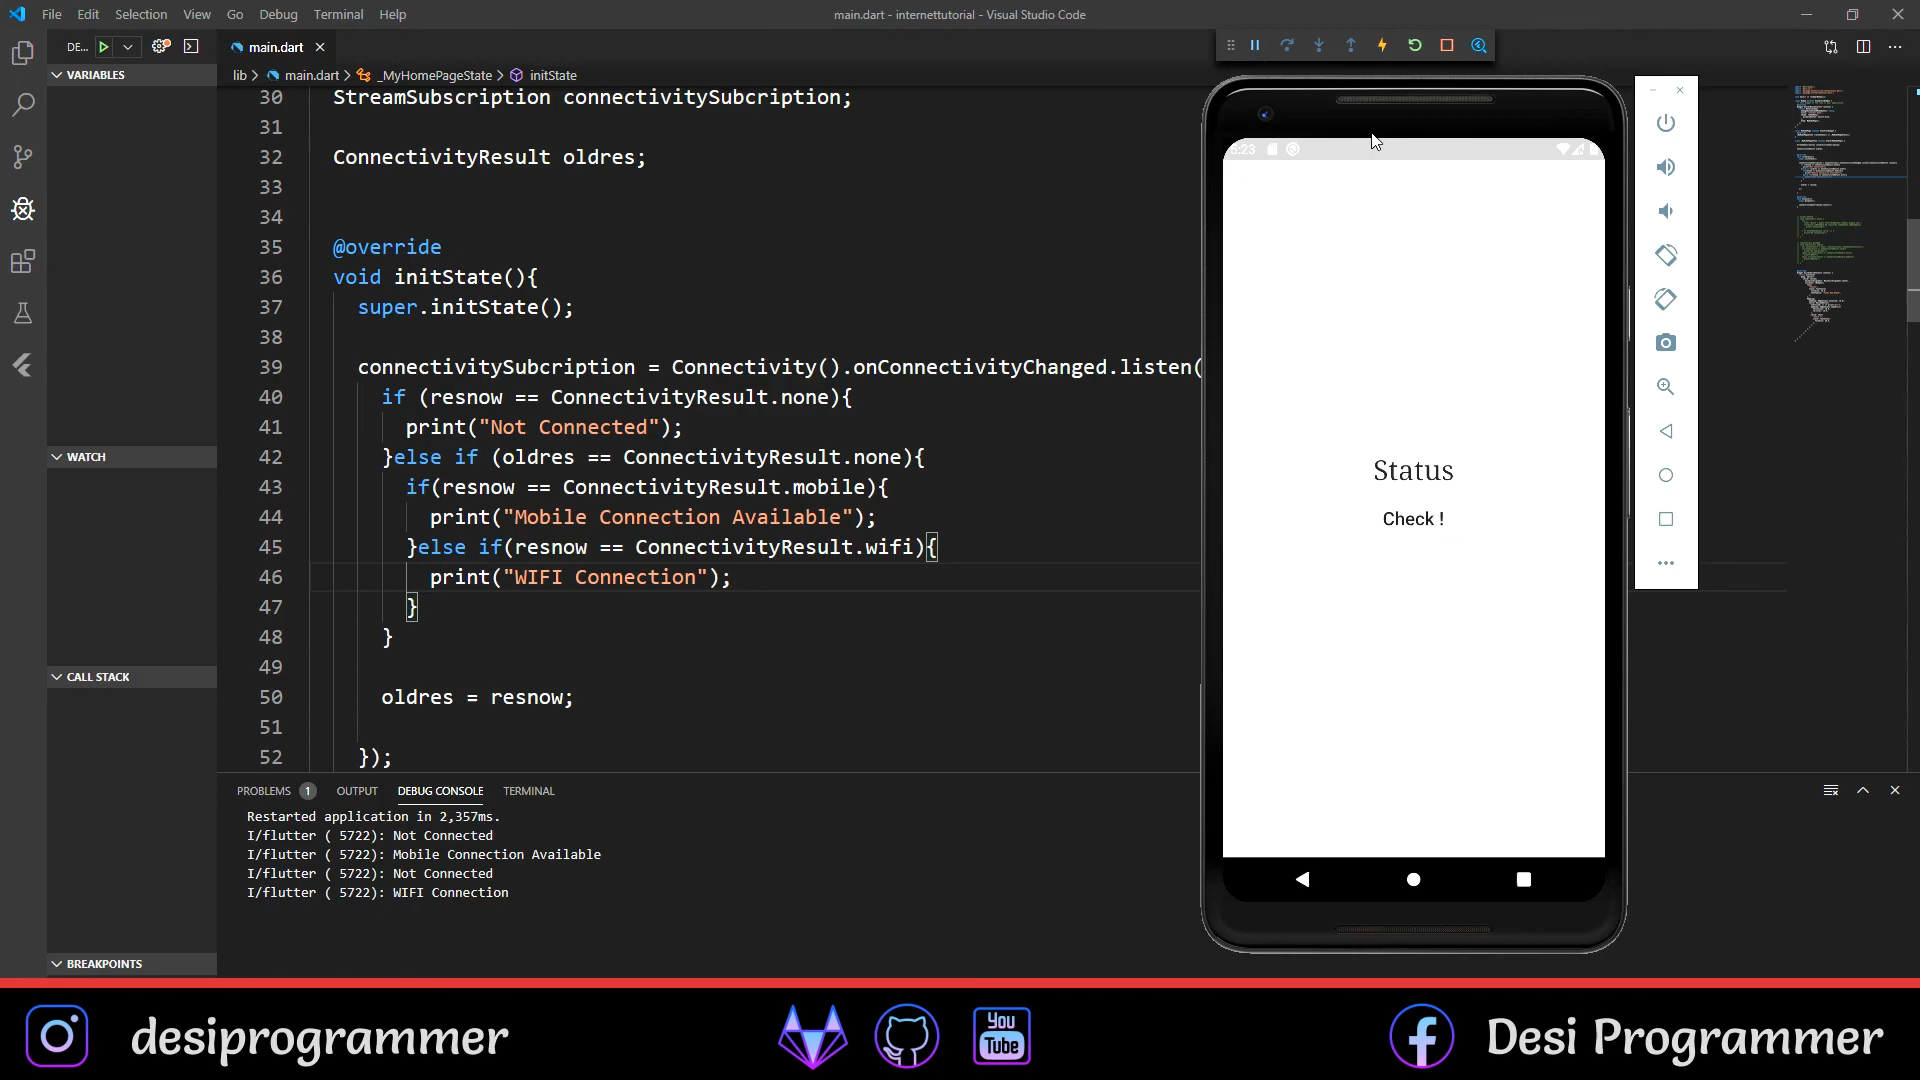 File Edit Selection View Go Debug Terminal Help
main.dart - internettutorial - Visual Studio Code
DE...
main.dart
VARIABLES
lib > main.dart > _MyHomePageState > initState
30 StreamSubscription connectivitySubcription;
31
32 ConnectivityResult oldres;
33
34
35 @override
36 void initState(){
37 super.initState();
38
39 connectivitySubcription = Connectivity().onConnectivityChanged.listen(
40 if (resnow == ConnectivityResult.none){
41 print("Not Connected");
42 }else if (oldres == ConnectivityResult.none){
43 if(resnow == ConnectivityResult.mobile){
44 print("Mobile Connection Available");
45 }else if(resnow == ConnectivityResult.wifi){
46 print("WIFI Connection");
47 }
48 }
49
50 oldres = resnow;
51
52 });
WATCH
CALL STACK
BREAKPOINTS
PROBLEMS 1 OUTPUT DEBUG CONSOLE TERMINAL
Restarted application in 2,357ms.
I/flutter ( 5722): Not Connected
I/flutter ( 5722): Mobile Connection Available
I/flutter ( 5722): Not Connected
I/flutter ( 5722): WIFI Connection
5:23
Status
Check !
desiprogrammer
You
Tube
Desi Programmer